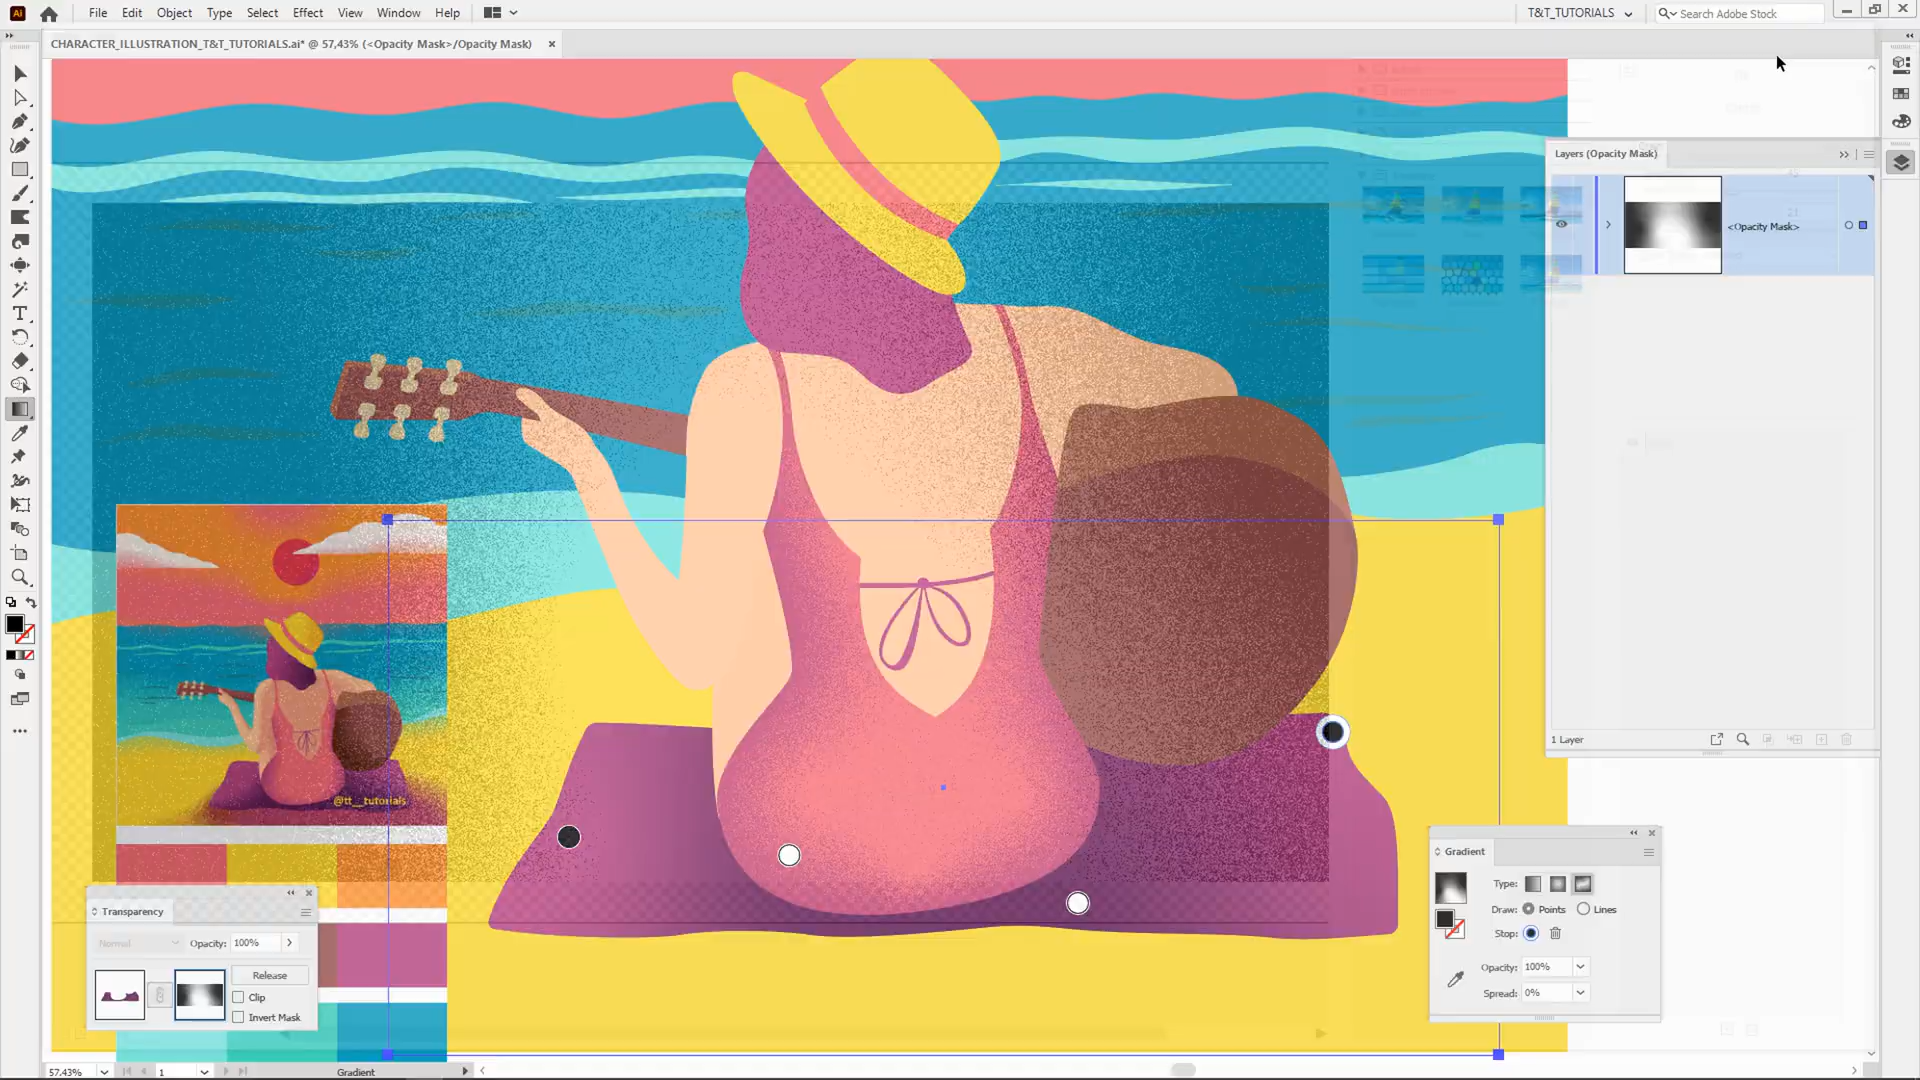 Ai File Edit Object Type Select Effect View Window Help
T&T_TUTORIALS
Search Adobe Stock
CHARACTER_ILLUSTRATION_T&T_TUTORIALS.ai* @ 57,43% (<Opacity Mask>/Opacity Mask) ×
Layers (Opacity Mask)
<Opacity Mask>
1 Layer
@tt_tutorials
Transparency
Normal
Opacity: 100%
Release
Clip
Invert Mask
Gradient
Type:
Draw: Points Lines
Stop:
Opacity: 100%
Spread: 0%
57.43% 1 Gradient